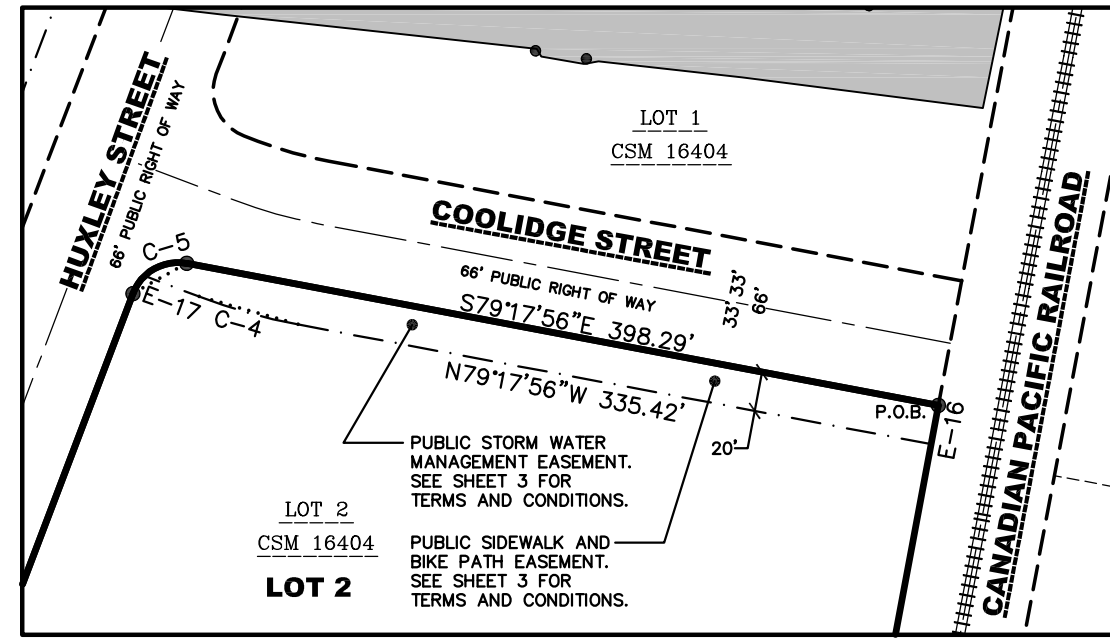 LOT 1
CSM 16404
HUXLEY STREET
66' PUBLIC RIGHT OF WAY
COOLIDGE STREET
66' PUBLIC RIGHT OF WAY
33' 33'
66'
CANADIAN PACIFIC RAILROAD
C-5
S79°17'56"E 398.29'
E-17 C-4
N79°17'56"W 335.42'
P.O.B.
E-16
20'
PUBLIC STORM WATER
MANAGEMENT EASEMENT.
SEE SHEET 3 FOR
TERMS AND CONDITIONS.
LOT 2
CSM 16404
LOT 2
PUBLIC SIDEWALK AND
BIKE PATH EASEMENT.
SEE SHEET 3 FOR
TERMS AND CONDITIONS.